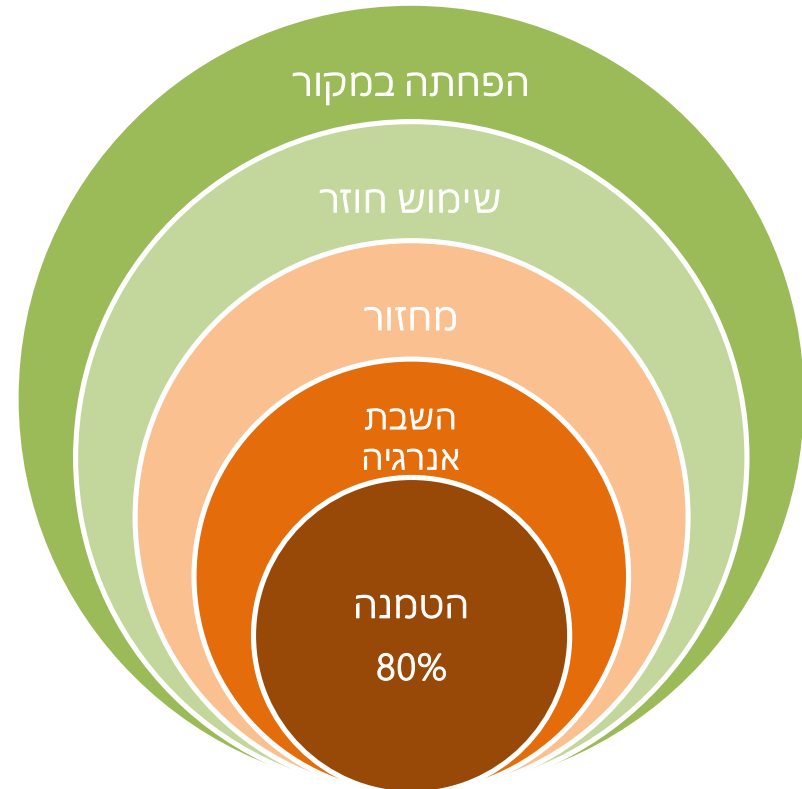 הפחתה במקור
שימוש חוזר
מחזור
השבת
אנרגיה
הטמנה
80%